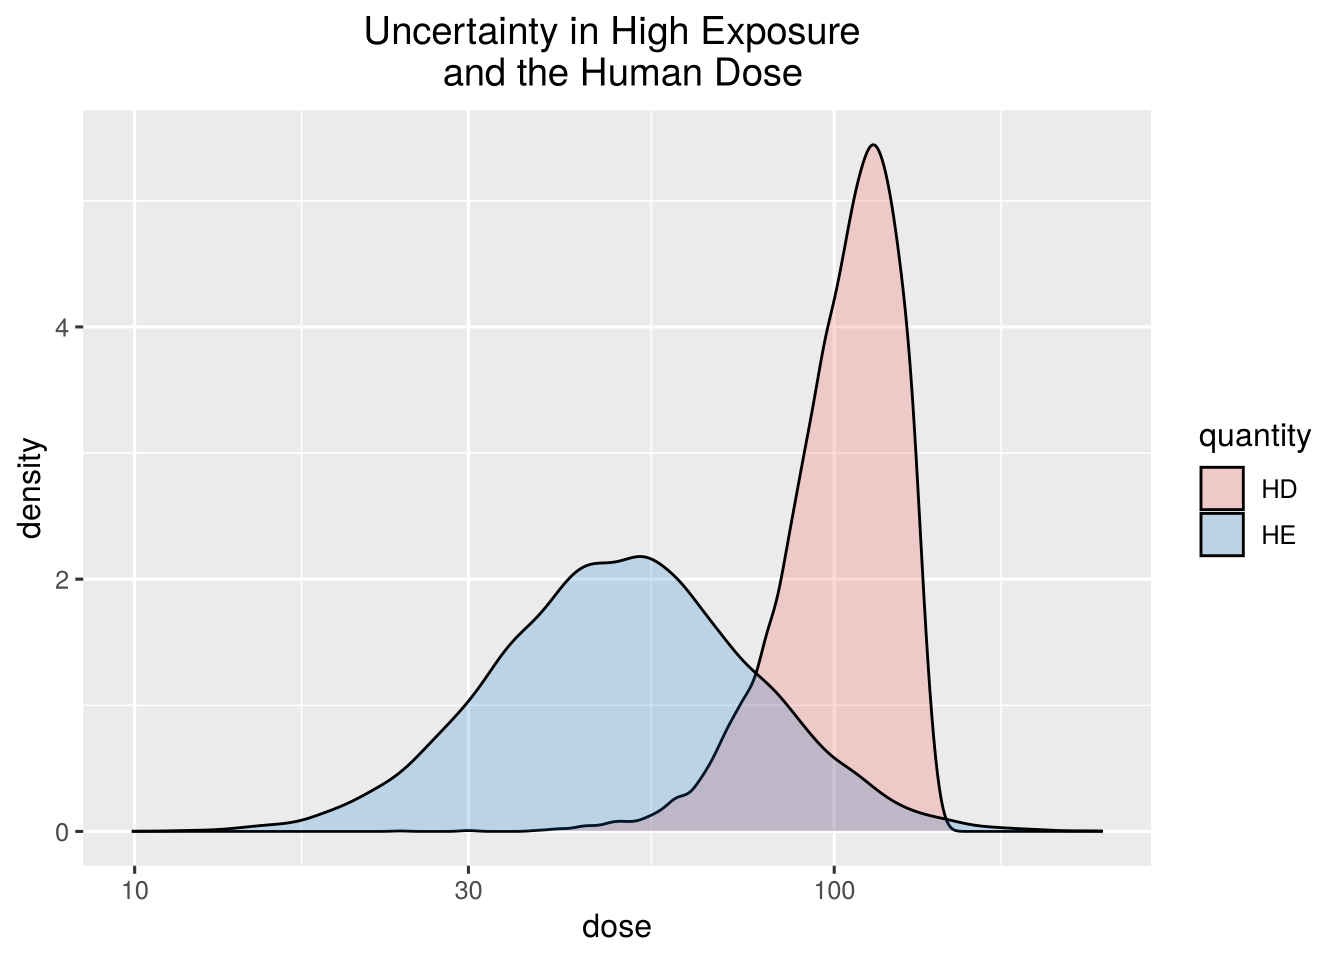 Uncertainty in High Exposure
and the Human Dose
density
4
2
0
10 30 100
dose
quantity
HD
HE